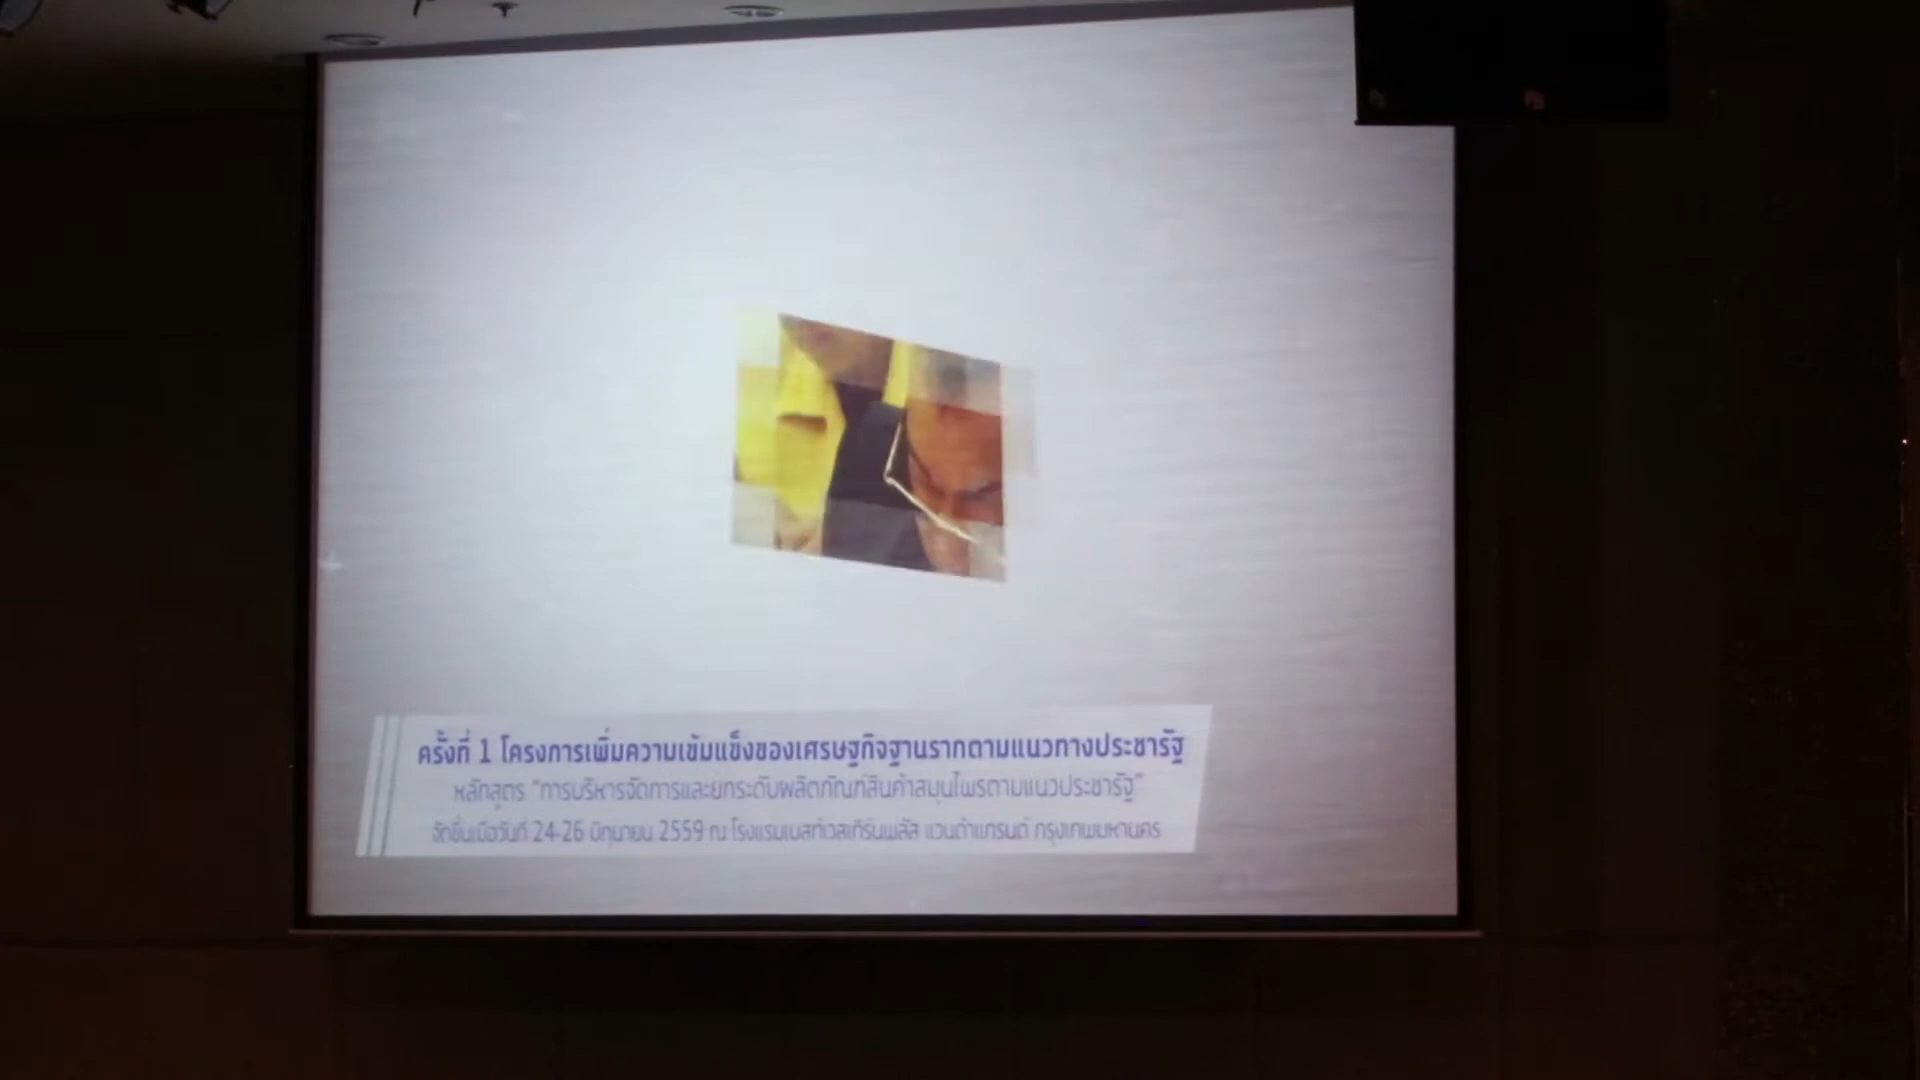 ครั้งที่ 1 โครงการเพิ่มความเข้มแข็งของเศรษฐกิจฐานรากตามแนวทางประชารัฐ
หลักสูตร "การบริหารจัดการและยกระดับผลิตภัณฑ์สินค้าสมุนไพรตามแนวประชารัฐ"
จัดขึ้นเมื่อวันที่ 24-26 มิถุนายน 2559 ณ โรงแรมเบสท์เวสเทิร์นพลัส แวนด้าแกรนด์ กรุงเทพมหานคร